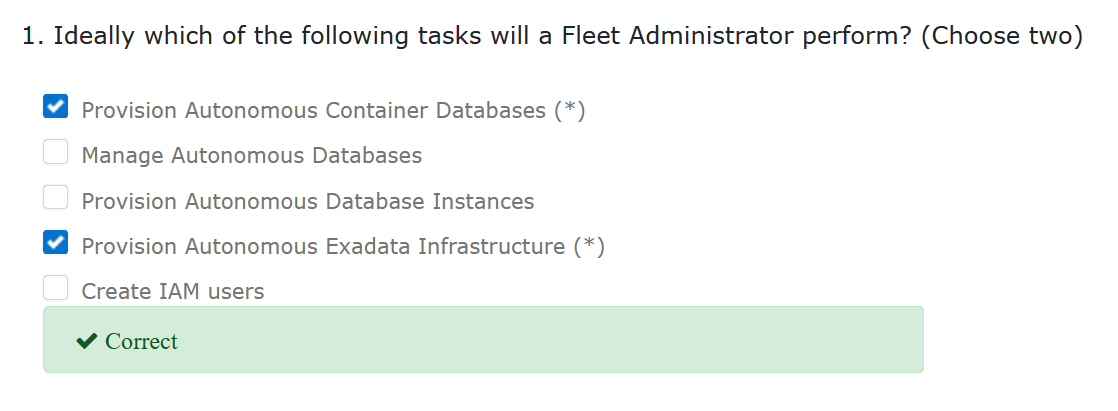 1. Ideally which of the following tasks will a Fleet Administrator perform? (Choose two)
Provision Autonomous Container Databases (*)
Manage Autonomous Databases
Provision Autonomous Database Instances
Provision Autonomous Exadata Infrastructure (*)
Create IAM users
Correct